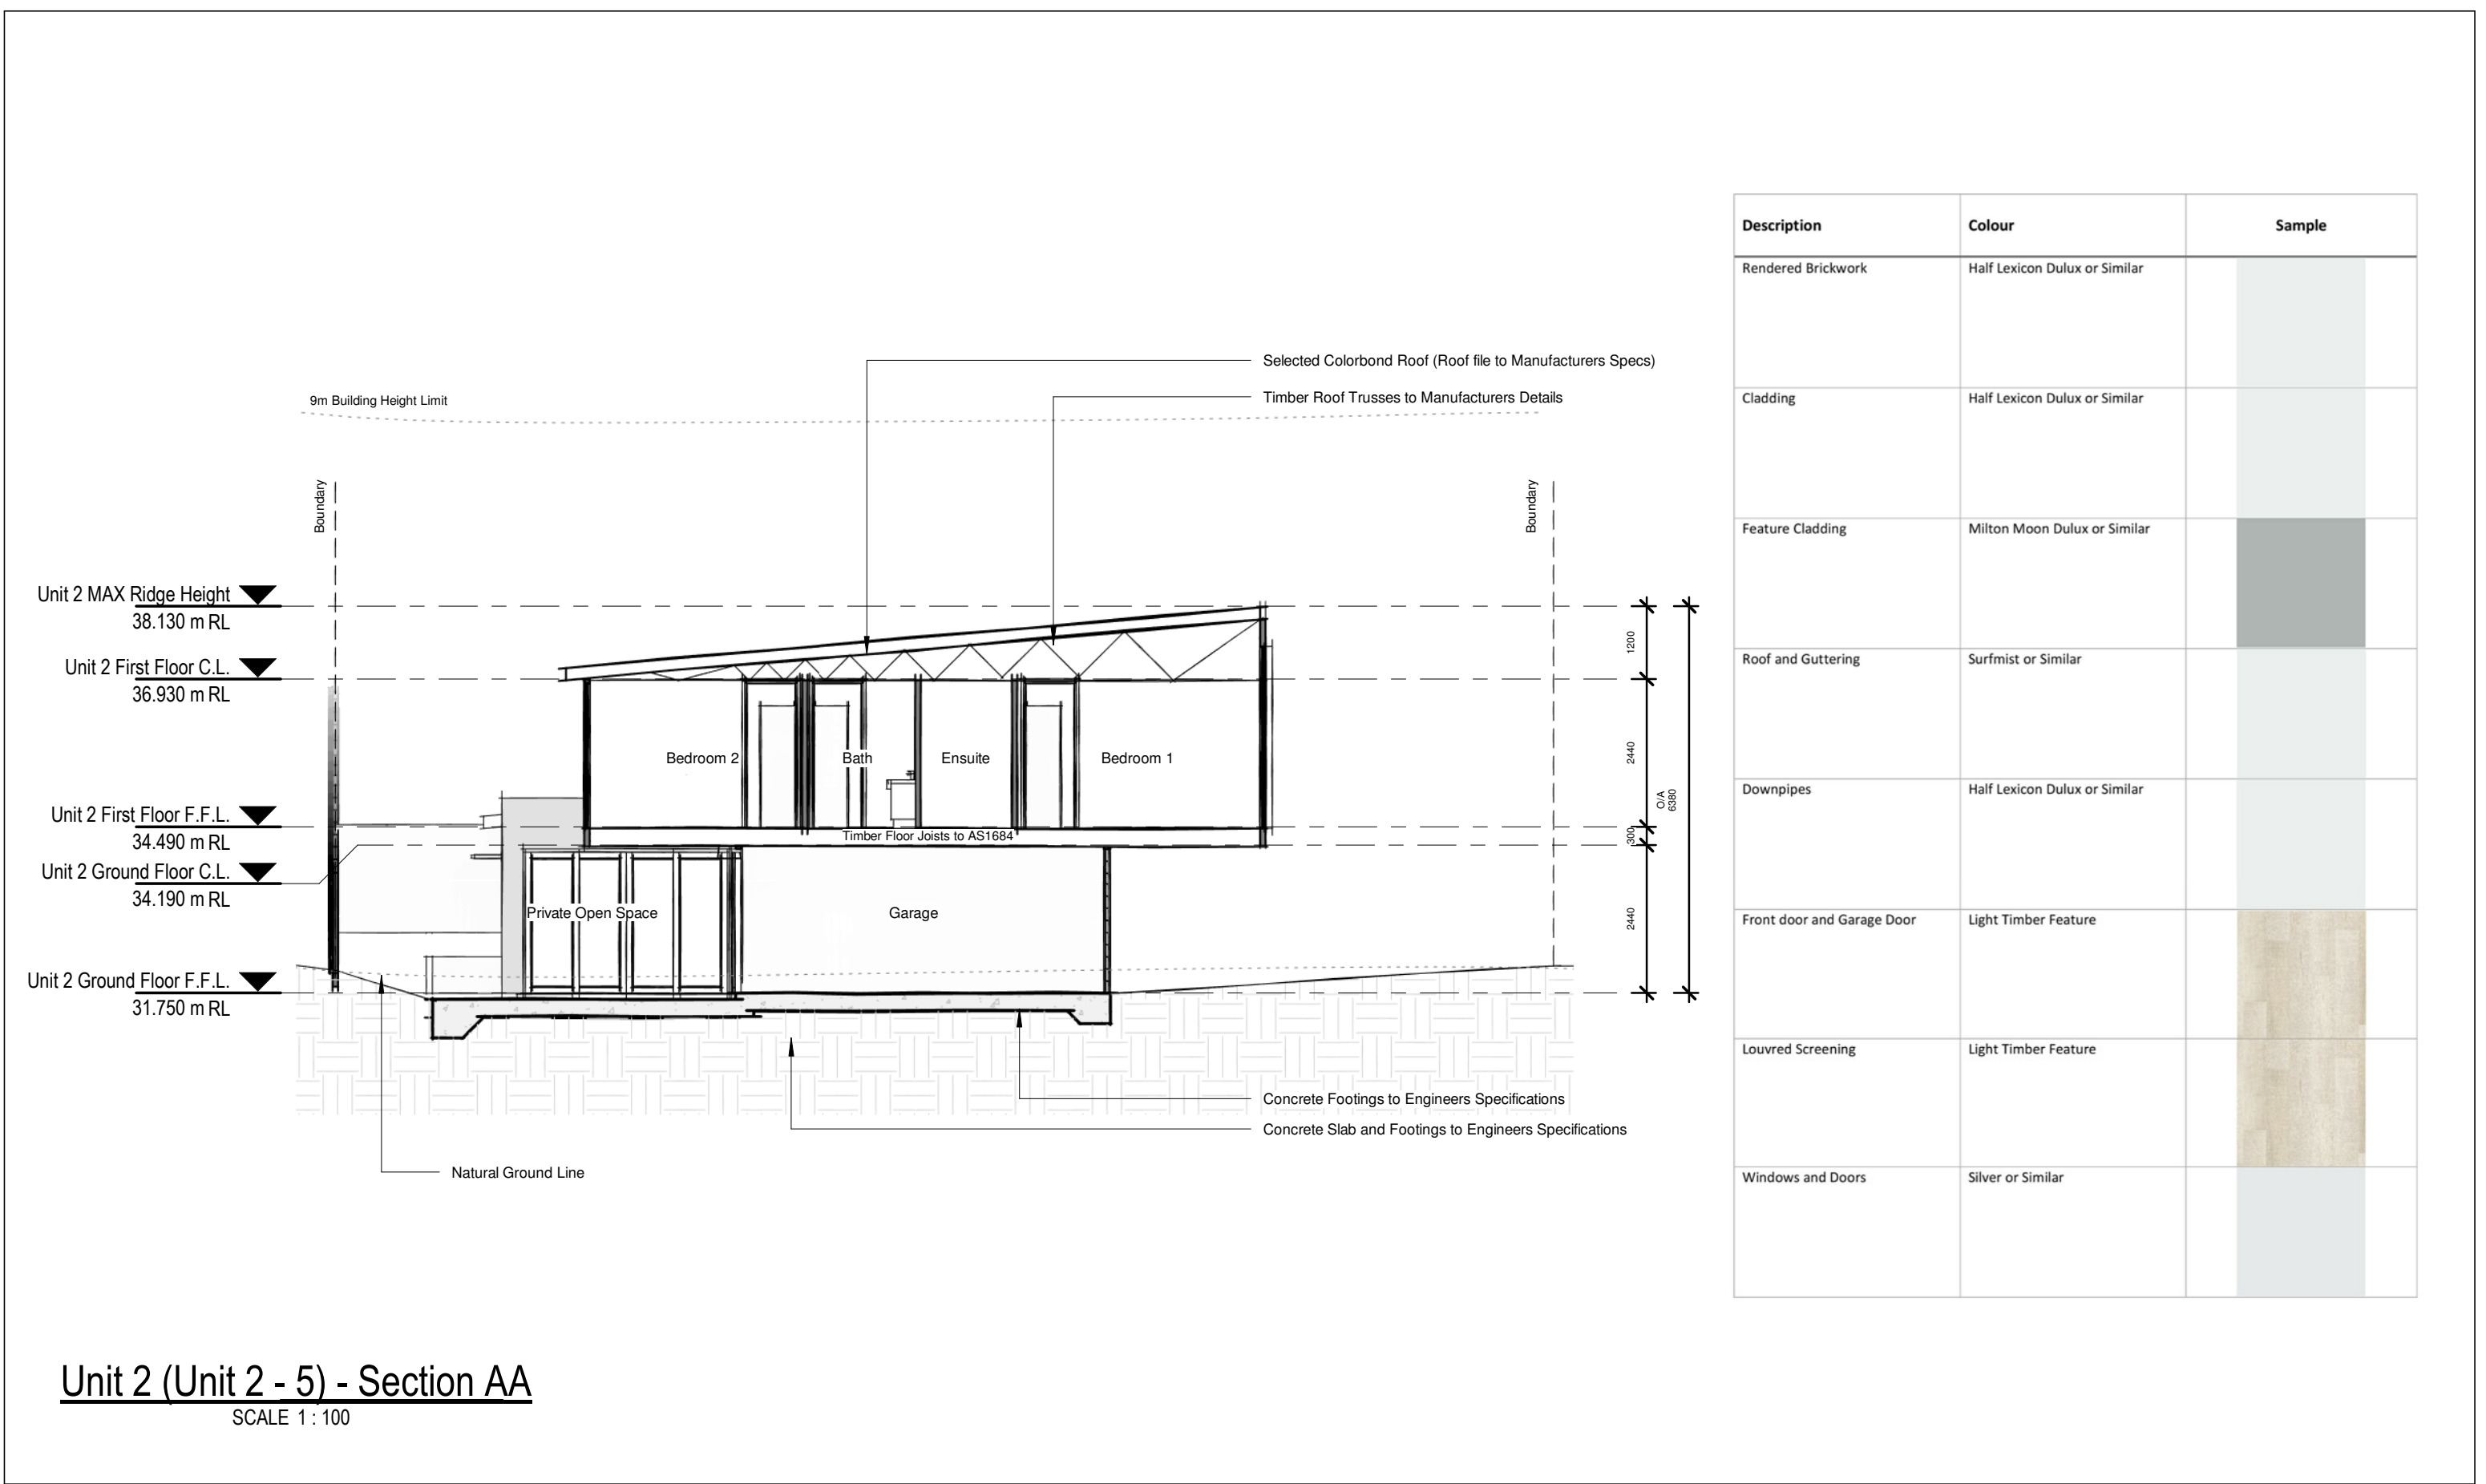 Selected Colorbond Roof (Roof file to Manufacturers Specs)
9m Building Height Limit
Timber Roof Trusses to Manufacturers Details
Boundary
Boundary
Unit 2 MAX Ridge Height
38.130 m RL
Unit 2 First Floor C.L.
36.930 m RL
Unit 2 First Floor F.F.L.
34.490 m RL
Unit 2 Ground Floor C.L.
34.190 m RL
Unit 2 Ground Floor F.F.L.
31.750 m RL
Bedroom 2
Bath
Ensuite
Bedroom 1
Timber Floor Joists to AS1684
Private Open Space
Garage
1200
2440
300
2440
O/A
6380
Concrete Footings to Engineers Specifications
Concrete Slab and Footings to Engineers Specifications
Natural Ground Line
Description Colour Sample
Rendered Brickwork Half Lexicon Dulux or Similar
Cladding Half Lexicon Dulux or Similar
Feature Cladding Milton Moon Dulux or Similar
Roof and Guttering Surfmist or Similar
Downpipes Half Lexicon Dulux or Similar
Front door and Garage Door Light Timber Feature
Louvred Screening Light Timber Feature
Windows and Doors Silver or Similar
Unit 2 (Unit 2 - 5) - Section AA
SCALE 1 : 100